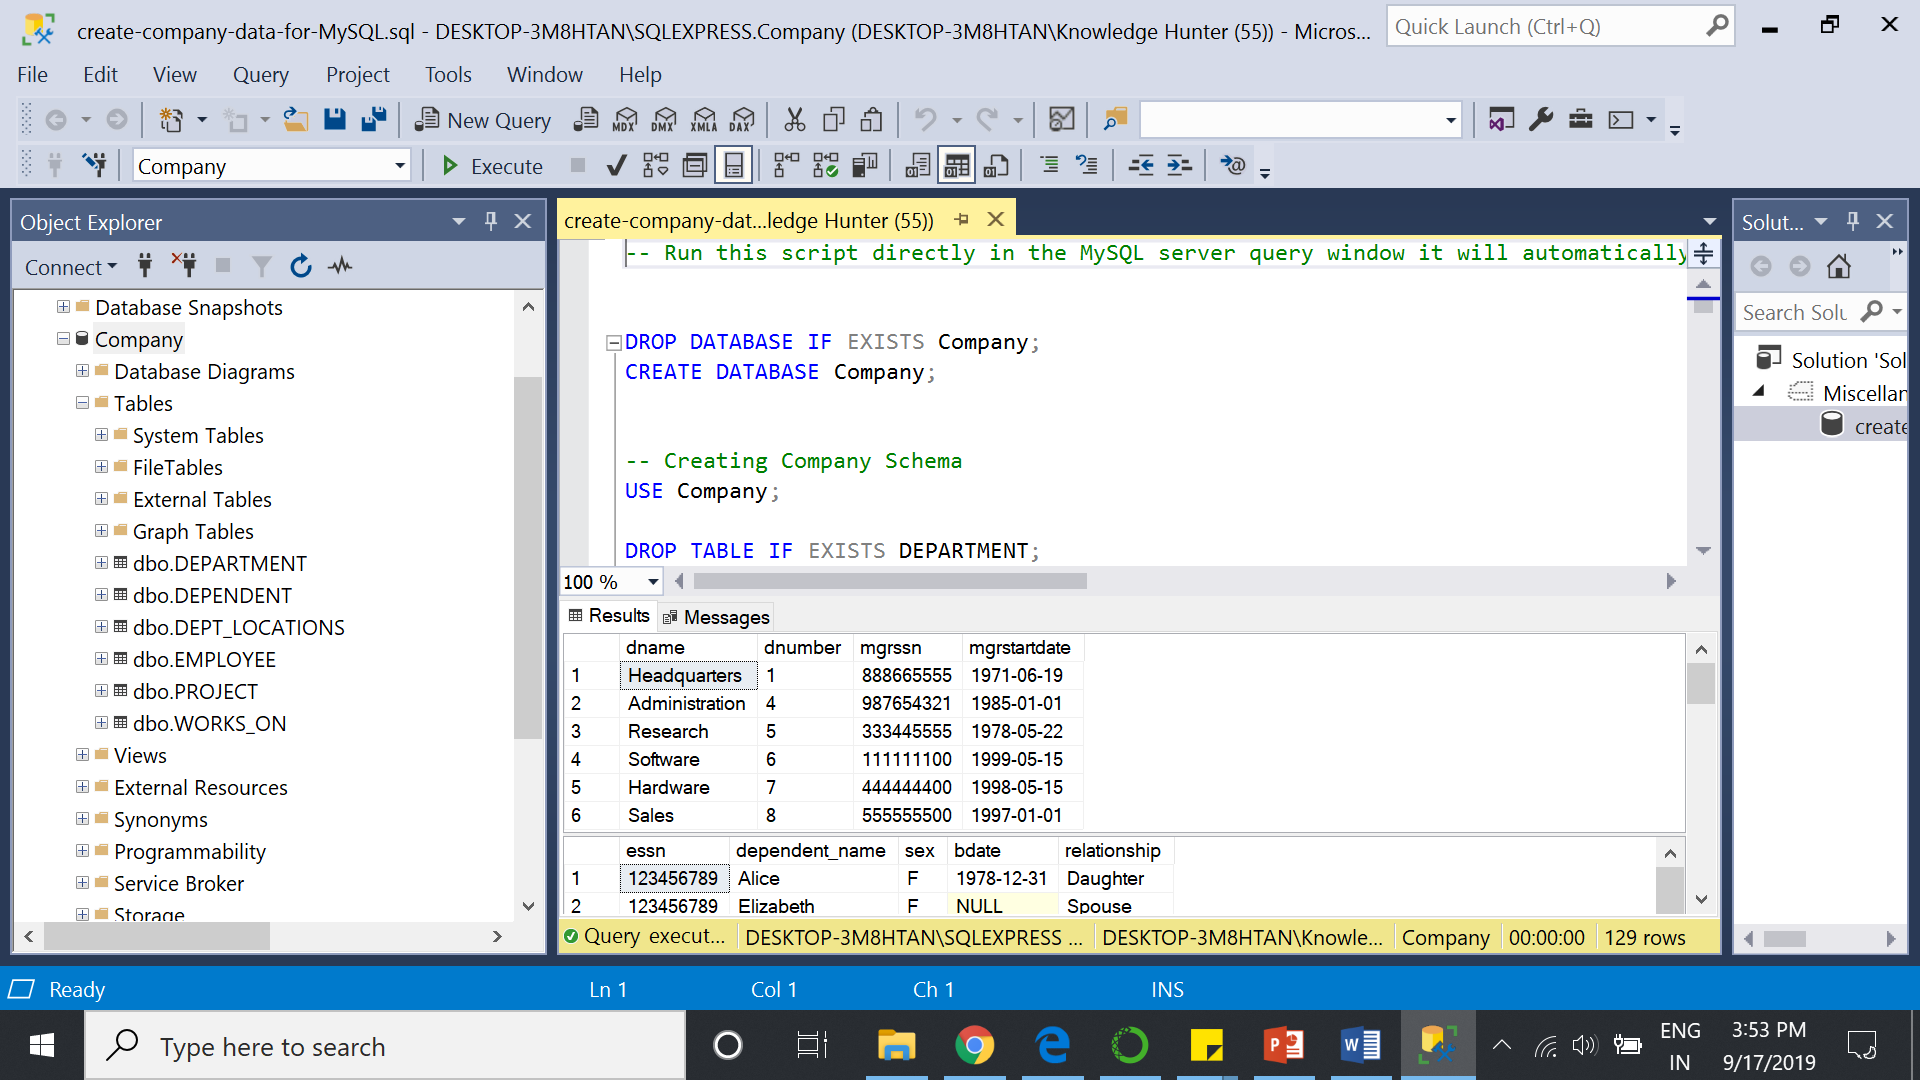 create-company-data-for-MySQL.sql - DESKTOP-3M8HTAN\SQLEXPRESS.Company (DESKTOP-3M8HTAN\Knowledge Hunter (55)) - Micros...
Quick Launch (Ctrl+Q)
File Edit View Query Project Tools Window Help
New Query MDX DMX XMLA DAX
Company Execute
Object Explorer
Connect
Database Snapshots
Company
Database Diagrams
Tables
System Tables
FileTables
External Tables
Graph Tables
dbo.DEPARTMENT
dbo.DEPENDENT
dbo.DEPT_LOCATIONS
dbo.EMPLOYEE
dbo.PROJECT
dbo.WORKS_ON
Views
External Resources
Synonyms
Programmability
Service Broker
Storage
create-company-dat...ledge Hunter (55))
-- Run this script directly in the MySQL server query window it will automatically
DROP DATABASE IF EXISTS Company;
CREATE DATABASE Company;
-- Creating Company Schema
USE Company;
DROP TABLE IF EXISTS DEPARTMENT;
100 %
Results Messages
dname dnumber mgrssn mgrstartdate
1 Headquarters 1 888665555 1971-06-19
2 Administration 4 987654321 1985-01-01
3 Research 5 333445555 1978-05-22
4 Software 6 111111100 1999-05-15
5 Hardware 7 444444400 1998-05-15
6 Sales 8 555555500 1997-01-01
essn dependent_name sex bdate relationship
1 123456789 Alice F 1978-12-31 Daughter
2 123456789 Elizabeth F NULL Spouse
Query execut... DESKTOP-3M8HTAN\SQLEXPRESS ... DESKTOP-3M8HTAN\Knowle... Company 00:00:00 129 rows
Solut...
Search Solu
Solution 'Sol
Miscellan
create
Ready Ln 1 Col 1 Ch 1 INS
Type here to search
ENG
IN
3:53 PM
9/17/2019